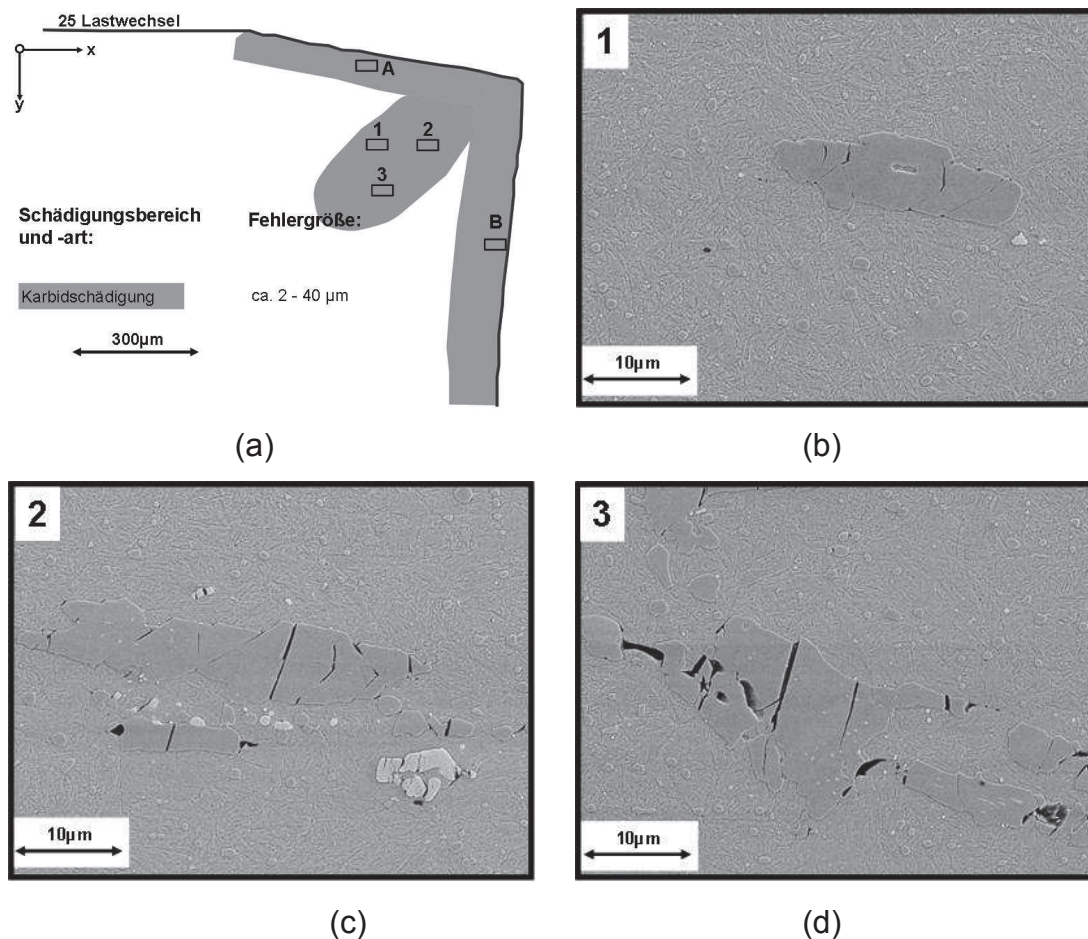 25 Lastwechsel
x
y
A
1 2
3
B
Schädigungsbereich
und -art:
Fehlergröße:
Karbidschädigung
ca. 2 - 40 µm
300µm
(a)
1
10µm
(b)
2
10µm
(c)
3
10µm
(d)